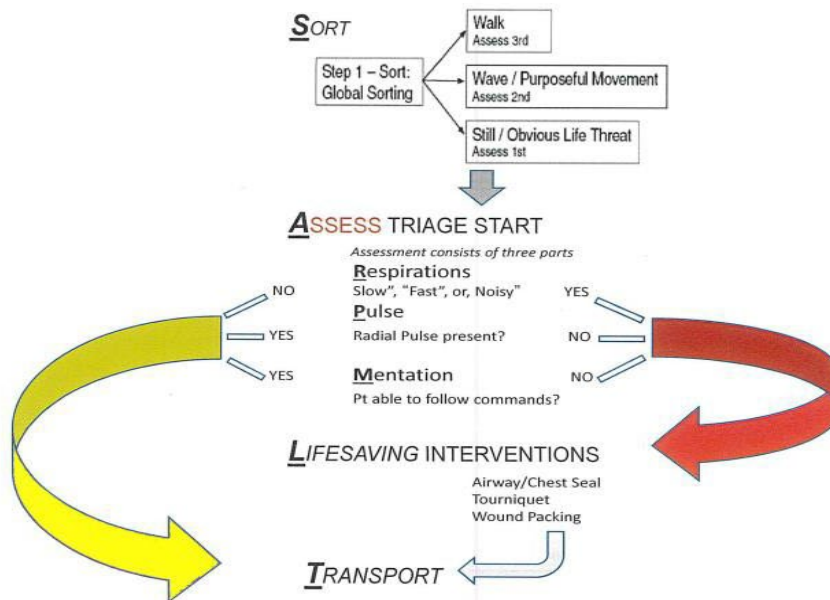 SORT
Walk
Assess 3rd
Step 1 – Sort:
Global Sorting
Wave / Purposeful Movement
Assess 2nd
Still / Obvious Life Threat
Assess 1st
ASSESS TRIAGE START
Assessment consists of three parts
Respirations
NO
Slow”, “Fast”, or, Noisy”
YES
Pulse
YES
Radial Pulse present?
NO
Mentation
YES
NO
Pt able to follow commands?
LIFESAVING INTERVENTIONS
Airway/Chest Seal
Tourniquet
Wound Packing
TRANSPORT